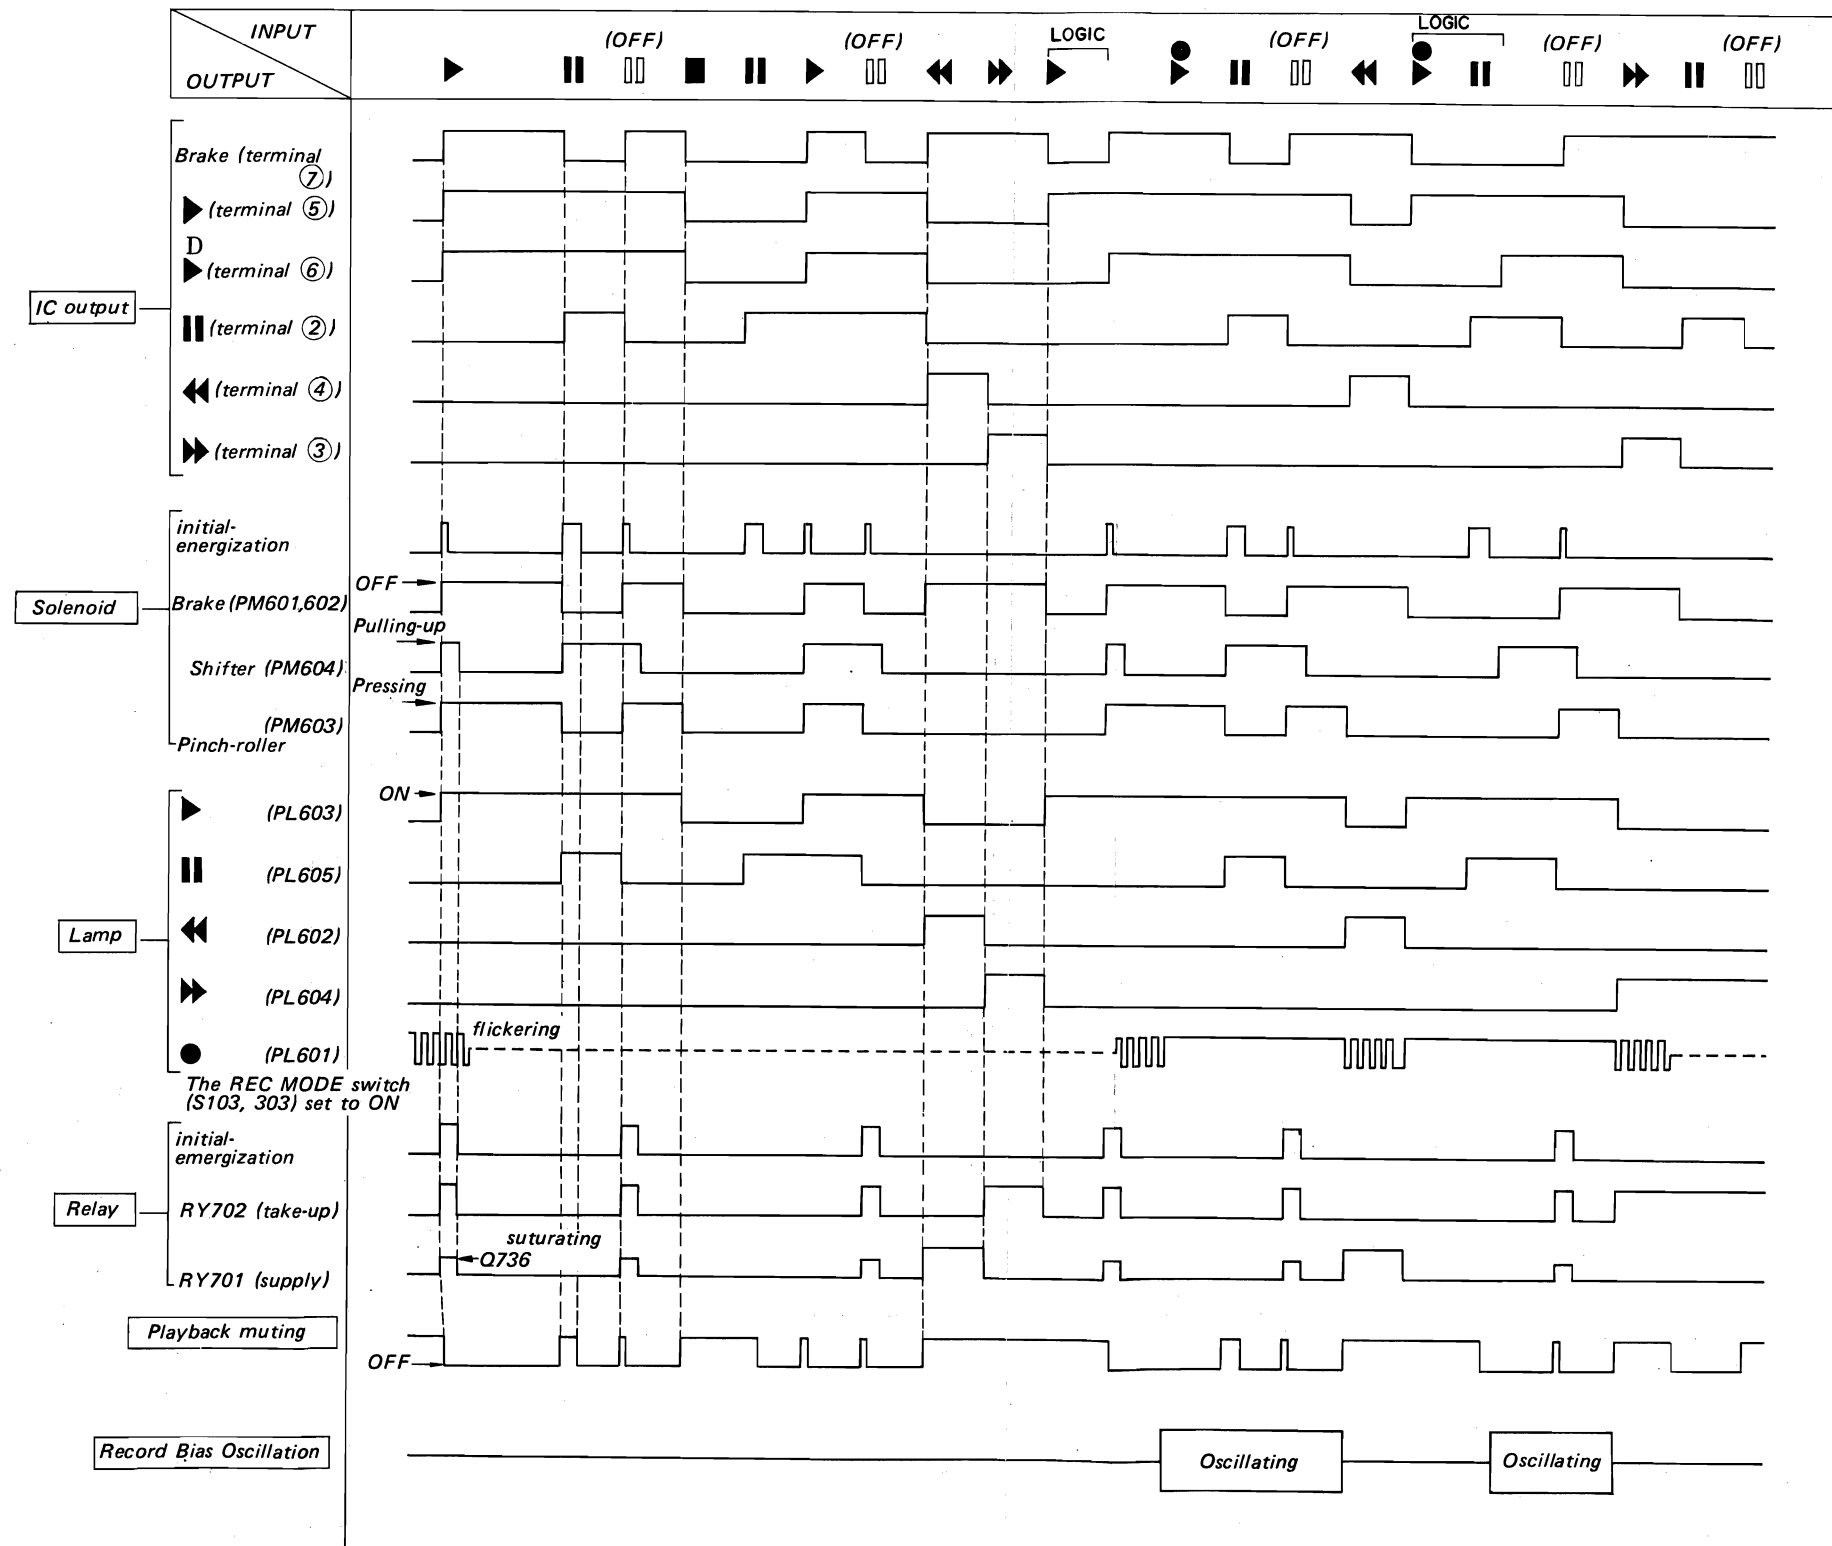 INPUT
OUTPUT
(OFF)
(OFF)
LOGIC
(OFF)
LOGIC
(OFF)
(OFF)
IC output
Brake (terminal
⑦)
(terminal ⑤)
D
(terminal ⑥)
(terminal ②)
(terminal ④)
(terminal ③)
Solenoid
initial-
energization
OFF
Brake (PM601,602)
Pulling-up
Shifter (PM604)
Pressing
(PM603)
Pinch-roller
Lamp
ON
(PL603)
(PL605)
(PL602)
(PL604)
flickering
(PL601)
The REC MODE switch
(S103, 303) set to ON
Relay
initial-
emergization
RY702 (take-up)
suturating
Q736
RY701 (supply)
Playback muting
OFF
Record Bias Oscillation
Oscillating
Oscillating